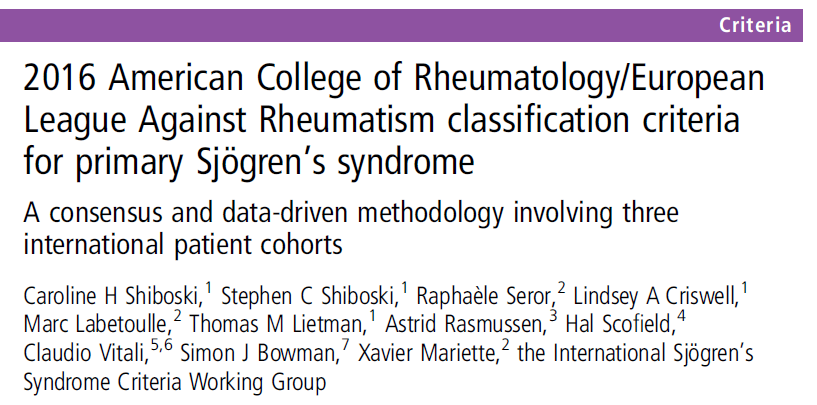 Criteria
2016 American College of Rheumatology/European
League Against Rheumatism classification criteria
for primary Sjögren's syndrome
A consensus and data-driven methodology involving three
international patient cohorts
Caroline H Shiboski,¹ Stephen C Shiboski,¹ Raphaèle Seror,² Lindsey A Criswell,¹
Marc Labetoulle,² Thomas M Lietman,¹ Astrid Rasmussen,³ Hal Scofield,⁴
Claudio Vitali,⁵,⁶ Simon J Bowman,⁷ Xavier Mariette,² the International Sjögren's
Syndrome Criteria Working Group